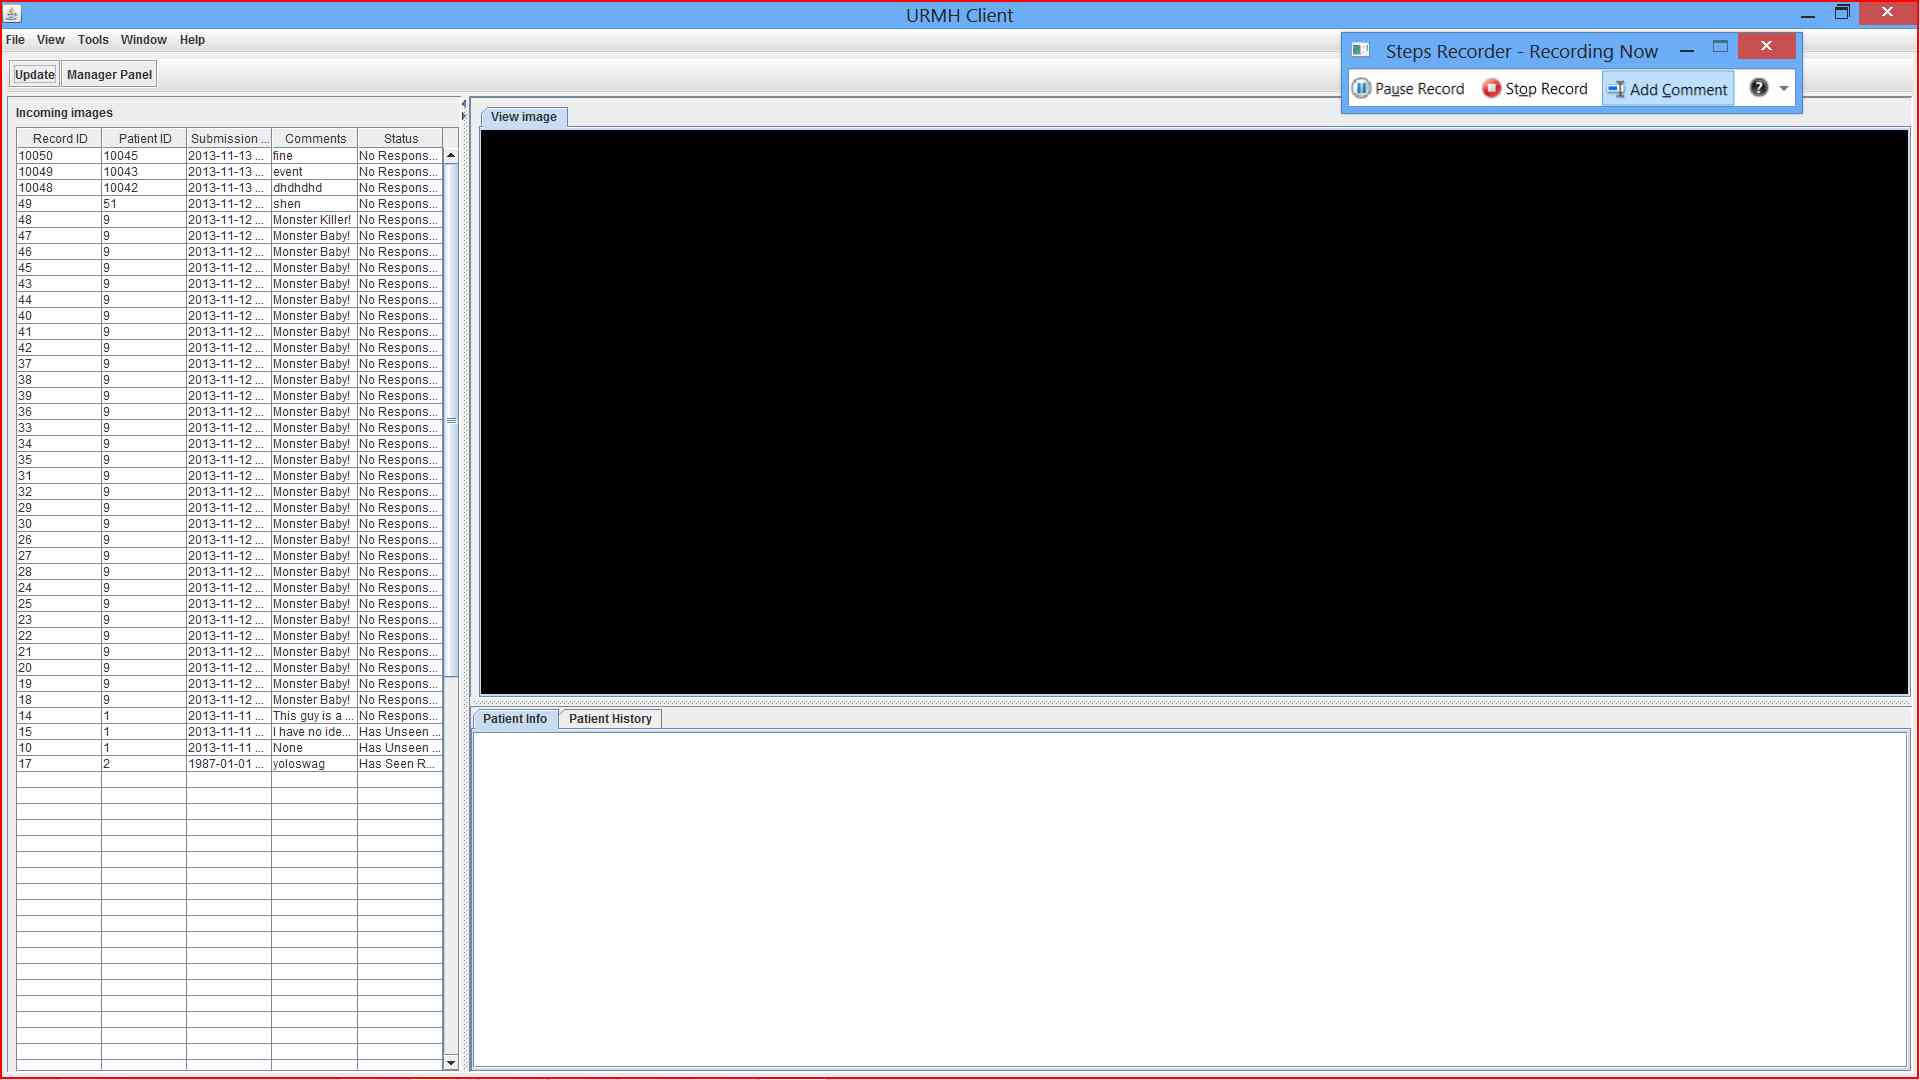 URMH Client
File View Tools Window Help
Steps Recorder - Recording Now
Update Manager Panel
Pause Record Stop Record Add Comment
Incoming images
View image
Record ID Patient ID Submission ... Comments Status
10050 10045 2013-11-13 ... fine No Respons...
10049 10043 2013-11-13 ... event No Respons...
10048 10042 2013-11-13 ... dhdhdhd No Respons...
49 51 2013-11-12 ... shen No Respons...
48 9 2013-11-12 ... Monster Killer! No Respons...
47 9 2013-11-12 ... Monster Baby! No Respons...
46 9 2013-11-12 ... Monster Baby! No Respons...
45 9 2013-11-12 ... Monster Baby! No Respons...
43 9 2013-11-12 ... Monster Baby! No Respons...
44 9 2013-11-12 ... Monster Baby! No Respons...
40 9 2013-11-12 ... Monster Baby! No Respons...
41 9 2013-11-12 ... Monster Baby! No Respons...
42 9 2013-11-12 ... Monster Baby! No Respons...
37 9 2013-11-12 ... Monster Baby! No Respons...
38 9 2013-11-12 ... Monster Baby! No Respons...
39 9 2013-11-12 ... Monster Baby! No Respons...
36 9 2013-11-12 ... Monster Baby! No Respons...
33 9 2013-11-12 ... Monster Baby! No Respons...
34 9 2013-11-12 ... Monster Baby! No Respons...
35 9 2013-11-12 ... Monster Baby! No Respons...
31 9 2013-11-12 ... Monster Baby! No Respons...
32 9 2013-11-12 ... Monster Baby! No Respons...
29 9 2013-11-12 ... Monster Baby! No Respons...
30 9 2013-11-12 ... Monster Baby! No Respons...
26 9 2013-11-12 ... Monster Baby! No Respons...
27 9 2013-11-12 ... Monster Baby! No Respons...
28 9 2013-11-12 ... Monster Baby! No Respons...
24 9 2013-11-12 ... Monster Baby! No Respons...
25 9 2013-11-12 ... Monster Baby! No Respons...
23 9 2013-11-12 ... Monster Baby! No Respons...
22 9 2013-11-12 ... Monster Baby! No Respons...
21 9 2013-11-12 ... Monster Baby! No Respons...
20 9 2013-11-12 ... Monster Baby! No Respons...
19 9 2013-11-12 ... Monster Baby! No Respons...
18 9 2013-11-12 ... Monster Baby! No Respons...
14 1 2013-11-11 ... This guy is a ... No Respons...
15 1 2013-11-11 ... I have no ide... Has Unseen ...
10 1 2013-11-11 ... None Has Unseen ...
17 2 1987-01-01 ... yoloswag Has Seen R...
Patient Info Patient History